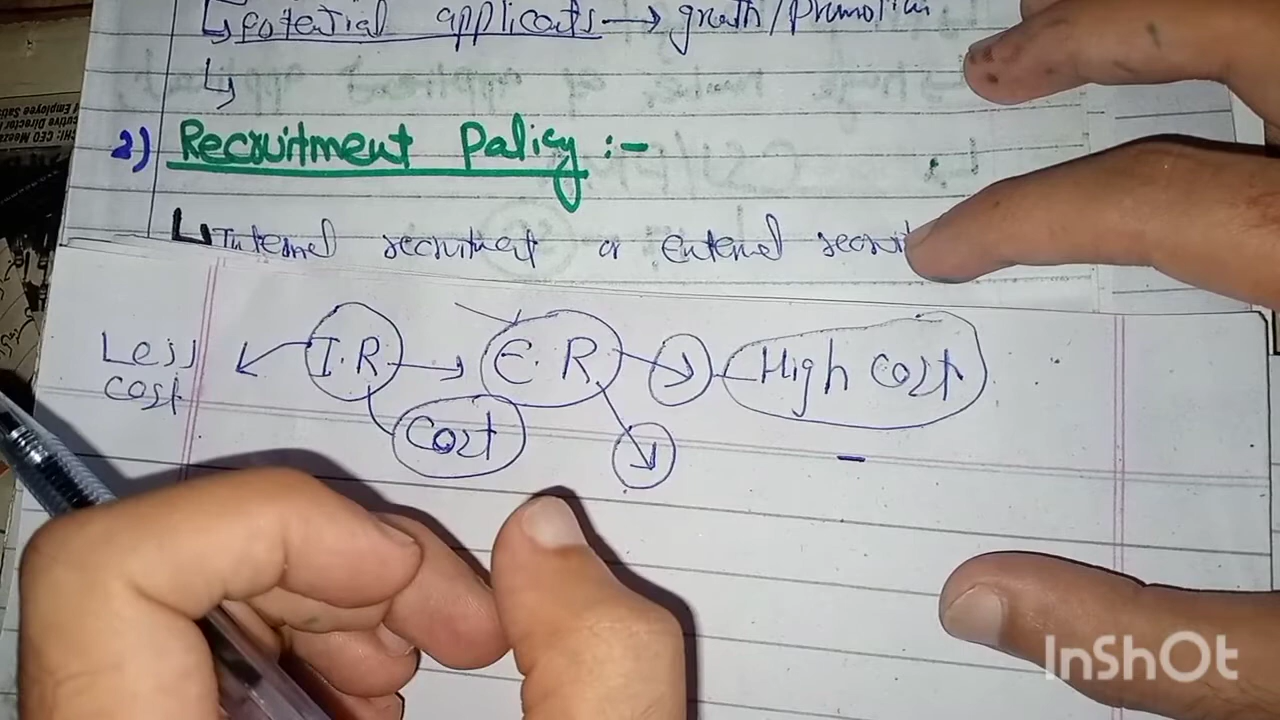 ↳ potential applicants → growth/promotion
↳
2) Recruitment Policy :-
↳ Internal recruitment or external recruit
Less cost ← I.R → E.R → High cost
Cost
InShOt